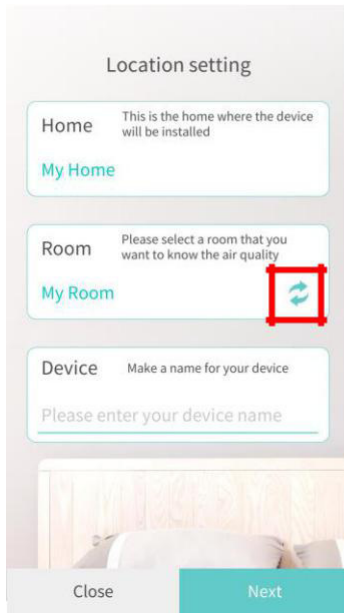 Location setting
Home
This is the home where the device
will be installed
My Home
Room
Please select a room that you
want to know the air quality
My Room
Device
Make a name for your device
Please enter your device name
Close
Next